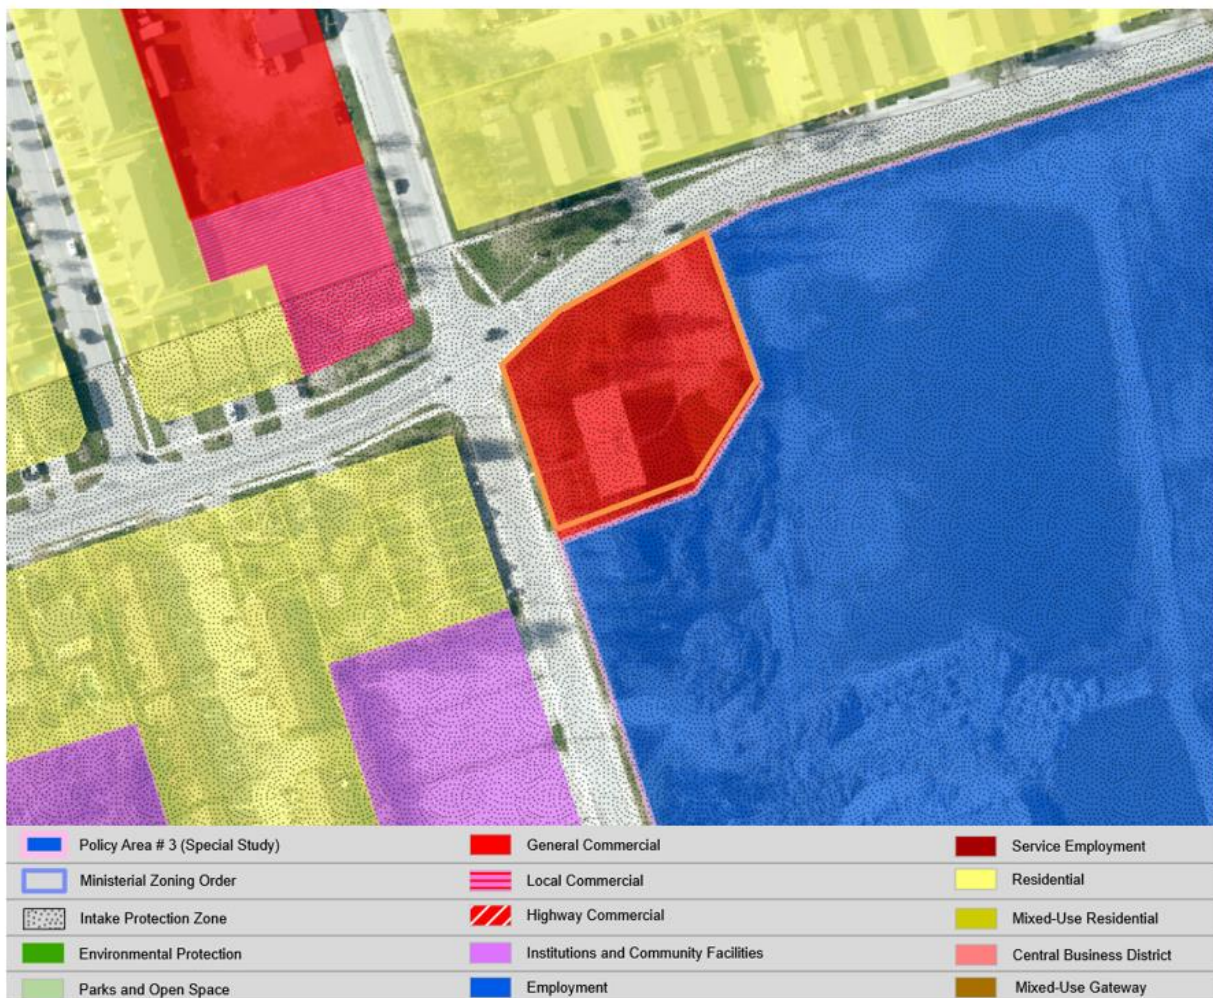 Policy Area # 3 (Special Study)
General Commercial
Service Employment
Ministerial Zoning Order
Local Commercial
Residential
Intake Protection Zone
Highway Commercial
Mixed-Use Residential
Environmental Protection
Institutions and Community Facilities
Central Business District
Parks and Open Space
Employment
Mixed-Use Gateway